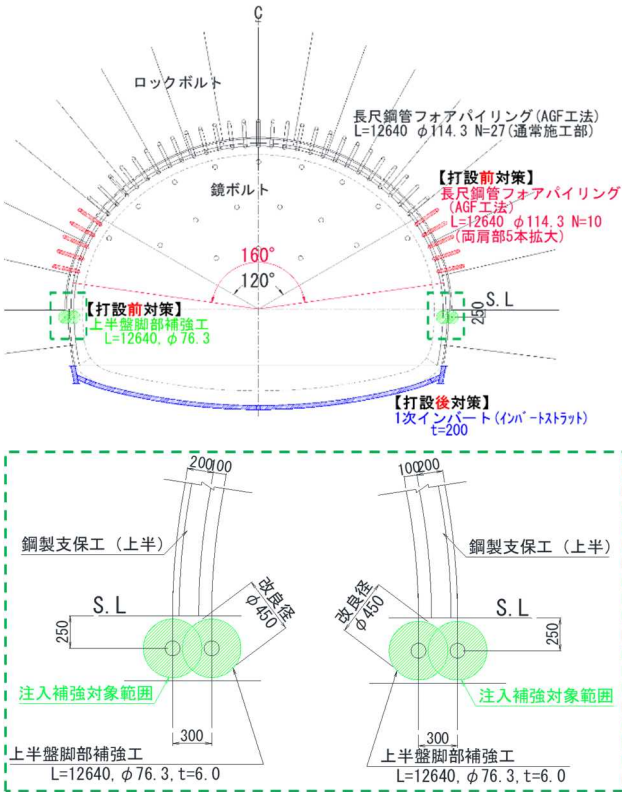 C
ロックボルト
長尺鋼管フォアパイリング(AGF工法)
L=12640 φ114.3 N=27(通常施工部)
【打設前対策】
長尺鋼管フォアパイリング
(AGF工法)
L=12640 φ114.3 N=10
(両肩部5本拡大)
鏡ボルト
160°
120°
S.L
250
【打設前対策】
上半盤脚部補強工
L=12640, φ76.3
【打設後対策】
1次インバート(インバートストラット)
t=200
200 100
100 200
鋼製支保工（上半）
鋼製支保工（上半）
改良径
φ450
改良径
φ450
S.L
S.L
250
250
注入補強対象範囲
注入補強対象範囲
300
300
上半盤脚部補強工
L=12640, φ76.3, t=6.0
上半盤脚部補強工
L=12640, φ76.3, t=6.0